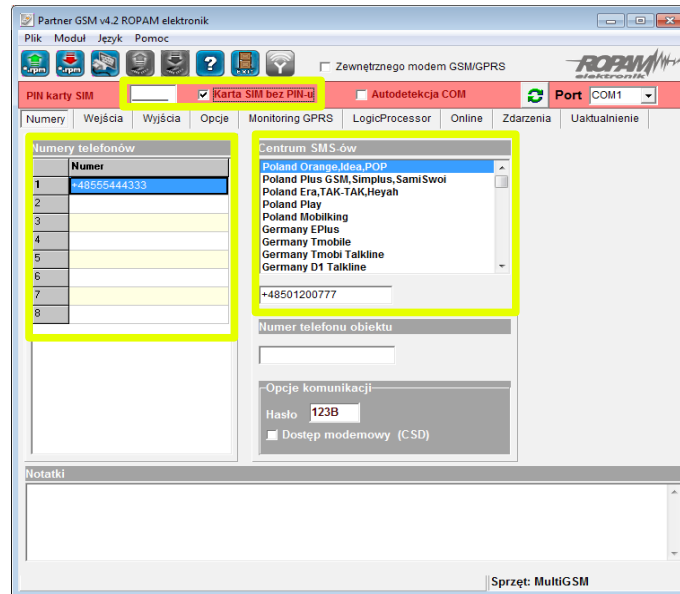 Partner GSM v4.2 ROPAM elektronik
Plik Moduł Język Pomoc
.rpm .rpm ? EXIT Zewnętrznego modem GSM/GPRS ROPAM elektronik
PIN karty SIM Karta SIM bez PIN-u Autodetekcja COM Port COM1
Numery Wejścia Wyjścia Opcje Monitoring GPRS LogicProcessor Online Zdarzenia Uaktualnienie
Numery telefonów
Numer
1 +48555444333
2
3
4
5
6
7
8
Centrum SMS-ów
Poland Orange,Idea,POP
Poland Plus GSM,Simplus,SamiSwoi
Poland Era,TAK-TAK,Heyah
Poland Play
Poland Mobilking
Germany EPlus
Germany Tmobile
Germany Tmobi Talkline
Germany D1 Talkline
+48501200777
Numer telefonu obiektu
Opcje komunikacji
Hasło 123B
Dostęp modemowy (CSD)
Notatki
Sprzęt: MultiGSM